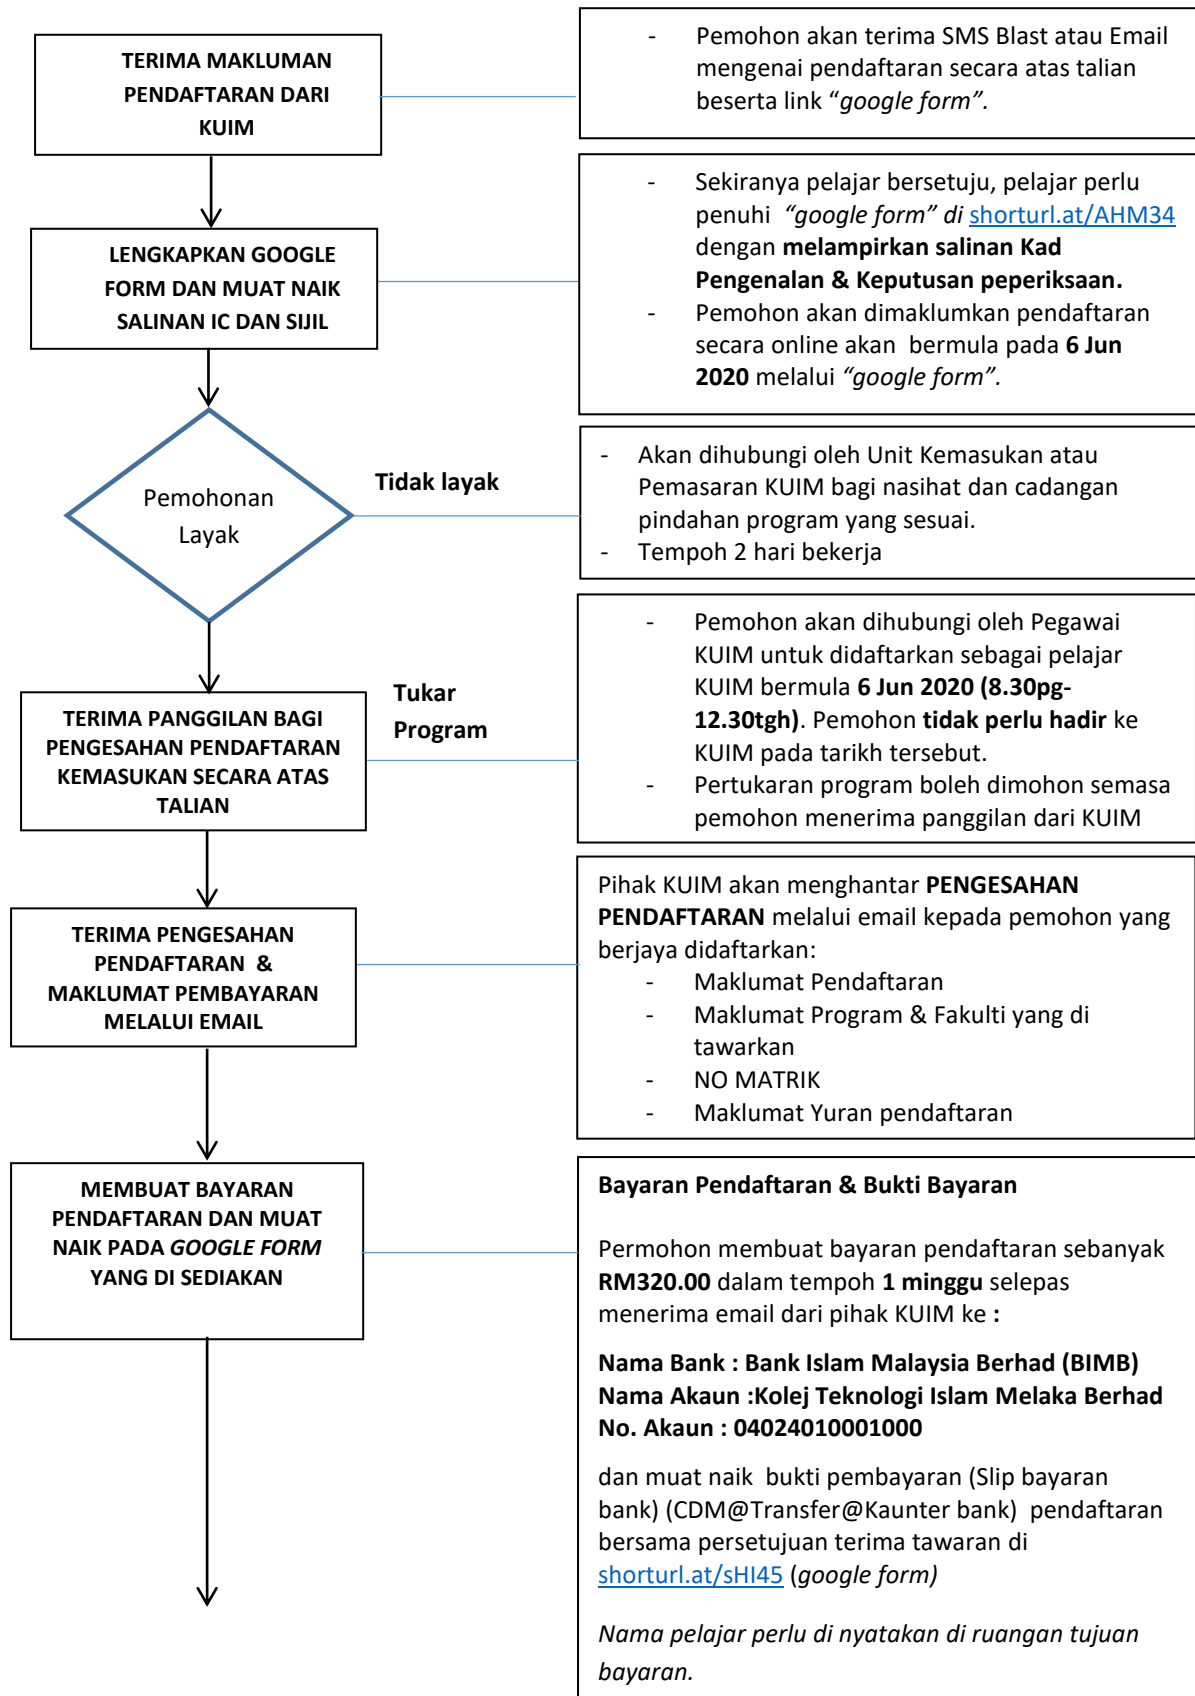 TERIMA MAKLUMAN
PENDAFTARAN DARI
KUIM
- Pemohon akan terima SMS Blast atau Email
mengenai pendaftaran secara atas talian
beserta link “google form”.
LENGKAPKAN GOOGLE
FORM DAN MUAT NAIK
SALINAN IC DAN SIJIL
- Sekiranya pelajar bersetuju, pelajar perlu
penuhi “google form” di shorturl.at/AHM34
dengan melampirkan salinan Kad
Pengenalan & Keputusan peperiksaan.
- Pemohon akan dimaklumkan pendaftaran
secara online akan bermula pada 6 Jun
2020 melalui “google form”.
Pemohonan
Layak
Tidak layak
- Akan dihubungi oleh Unit Kemasukan atau
Pemasaran KUIM bagi nasihat dan cadangan
pindahan program yang sesuai.
- Tempoh 2 hari bekerja
TERIMA PANGGILAN BAGI
PENGESAHAN PENDAFTARAN
KEMASUKAN SECARA ATAS
TALIAN
Tukar
Program
- Pemohon akan dihubungi oleh Pegawai
KUIM untuk didaftarkan sebagai pelajar
KUIM bermula 6 Jun 2020 (8.30pg-
12.30tgh). Pemohon tidak perlu hadir ke
KUIM pada tarikh tersebut.
- Pertukaran program boleh dimohon semasa
pemohon menerima panggilan dari KUIM
TERIMA PENGESAHAN
PENDAFTARAN &
MAKLUMAT PEMBAYARAN
MELALUI EMAIL
Pihak KUIM akan menghantar PENGESAHAN
PENDAFTARAN melalui email kepada pemohon yang
berjaya didaftarkan:
- Maklumat Pendaftaran
- Maklumat Program & Fakulti yang di
tawarkan
- NO MATRIK
- Maklumat Yuran pendaftaran
MEMBUAT BAYARAN
PENDAFTARAN DAN MUAT
NAIK PADA GOOGLE FORM
YANG DI SEDIAKAN
Bayaran Pendaftaran & Bukti Bayaran
Permohon membuat bayaran pendaftaran sebanyak
RM320.00 dalam tempoh 1 minggu selepas
menerima email dari pihak KUIM ke :
Nama Bank : Bank Islam Malaysia Berhad (BIMB)
Nama Akaun :Kolej Teknologi Islam Melaka Berhad
No. Akaun : 04024010001000
dan muat naik bukti pembayaran (Slip bayaran
bank) (CDM@Transfer@Kaunter bank) pendaftaran
bersama persetujuan terima tawaran di
shorturl.at/sHI45 (google form)
Nama pelajar perlu di nyatakan di ruangan tujuan
bayaran.